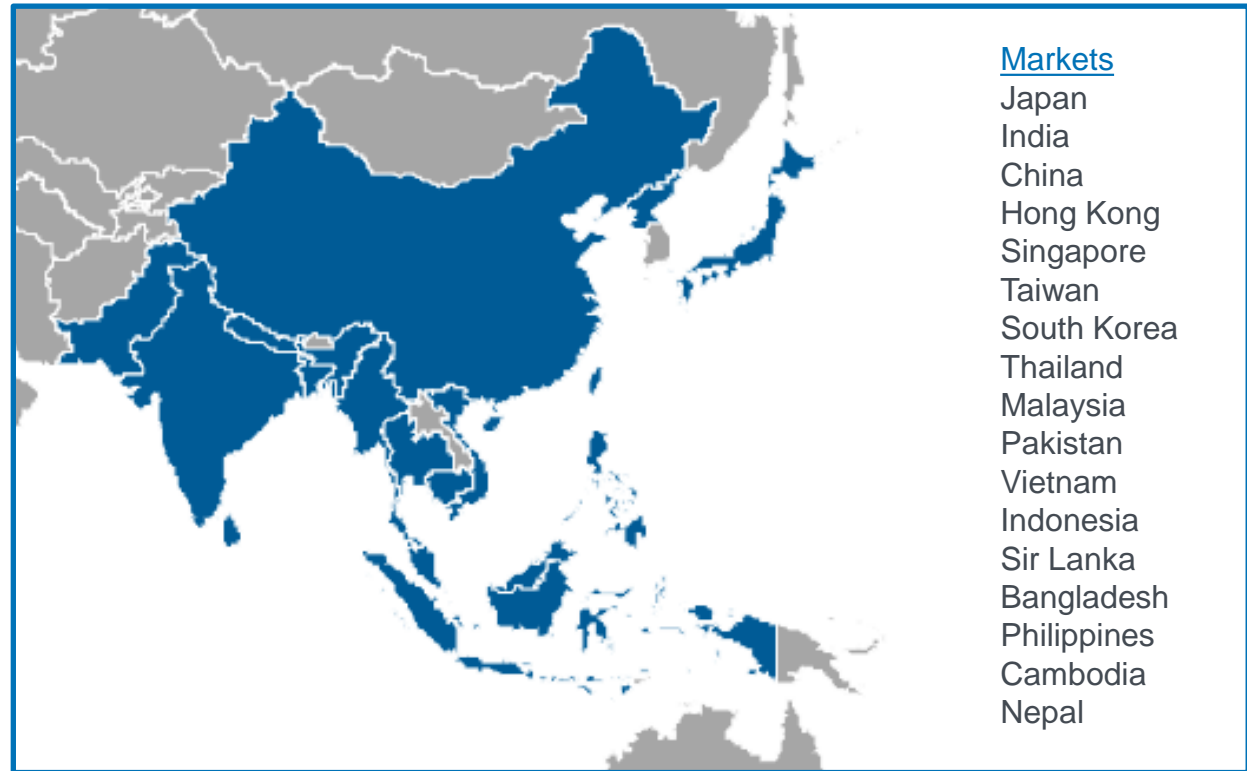 Markets
Japan
India
China
Hong Kong
Singapore
Taiwan
South Korea
Thailand
Malaysia
Pakistan
Vietnam
Indonesia
Sir Lanka
Bangladesh
Philippines
Cambodia
Nepal